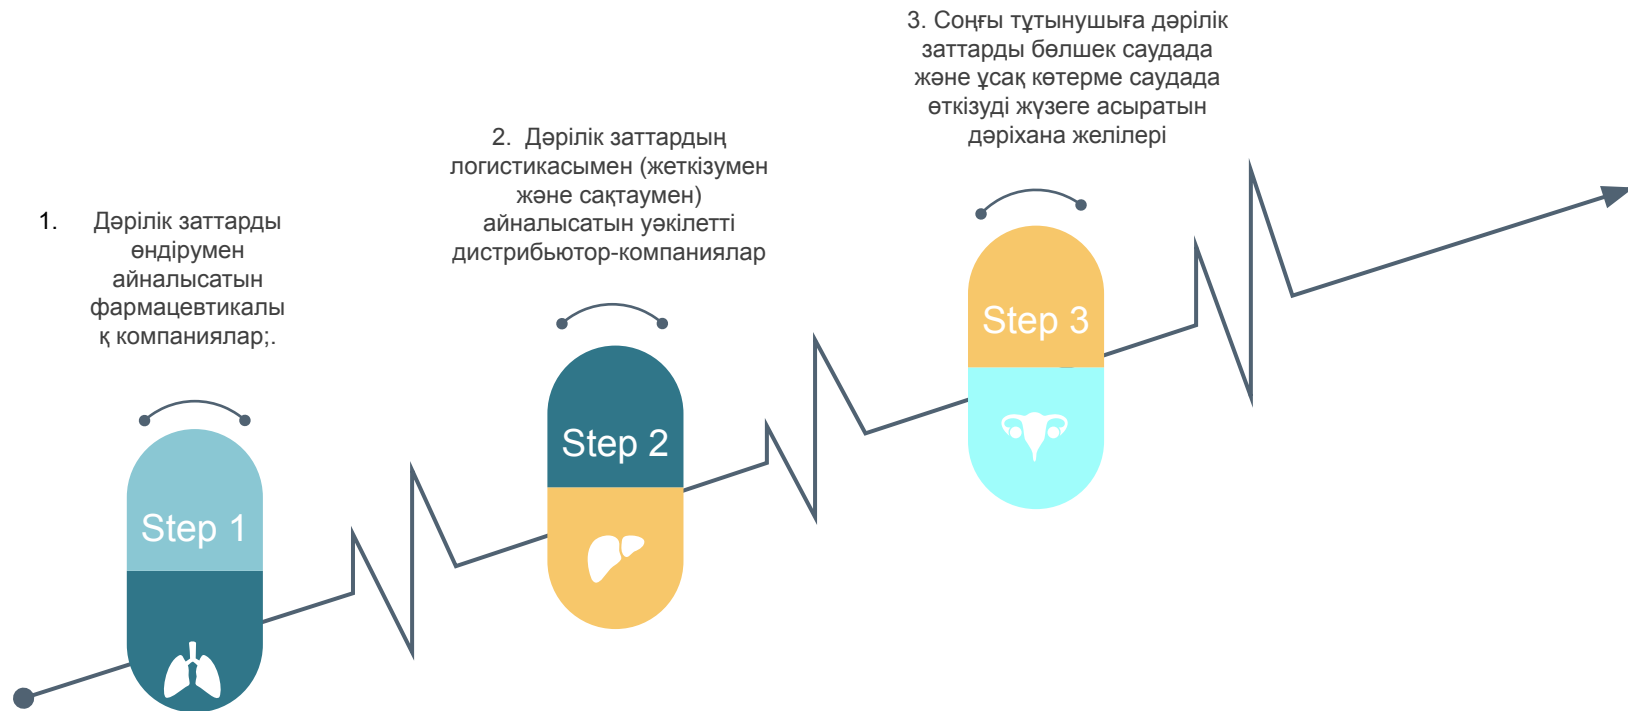 1. Дәрілік заттарды
өндірумен
айналысатын
фармацевтикалы
қ компаниялар;.
Step 1
2. Дәрілік заттардың
логистикасымен (жеткізумен
және сақтаумен)
айналысатын уәкілетті
дистрибьютор-компаниялар
Step 2
3. Соңғы тұтынушыға дәрілік
заттарды бөлшек саудада
және ұсақ көтерме саудада
өткізуді жүзеге асыратын
дәріхана желілері
Step 3